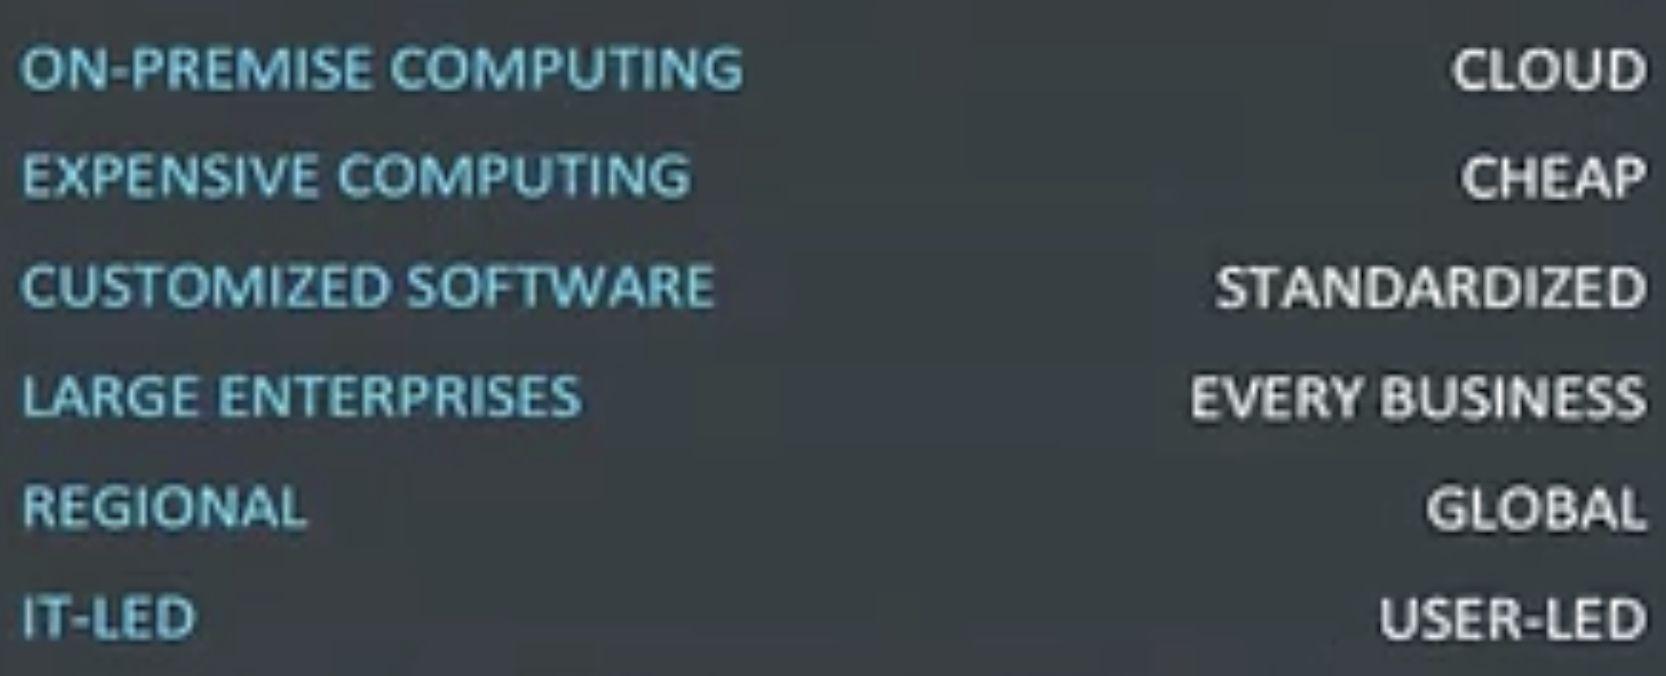 ON-PREMISE COMPUTING CLOUD
EXPENSIVE COMPUTING CHEAP
CUSTOMIZED SOFTWARE STANDARDIZED
LARGE ENTERPRISES EVERY BUSINESS
REGIONAL GLOBAL
IT-LED USER-LED